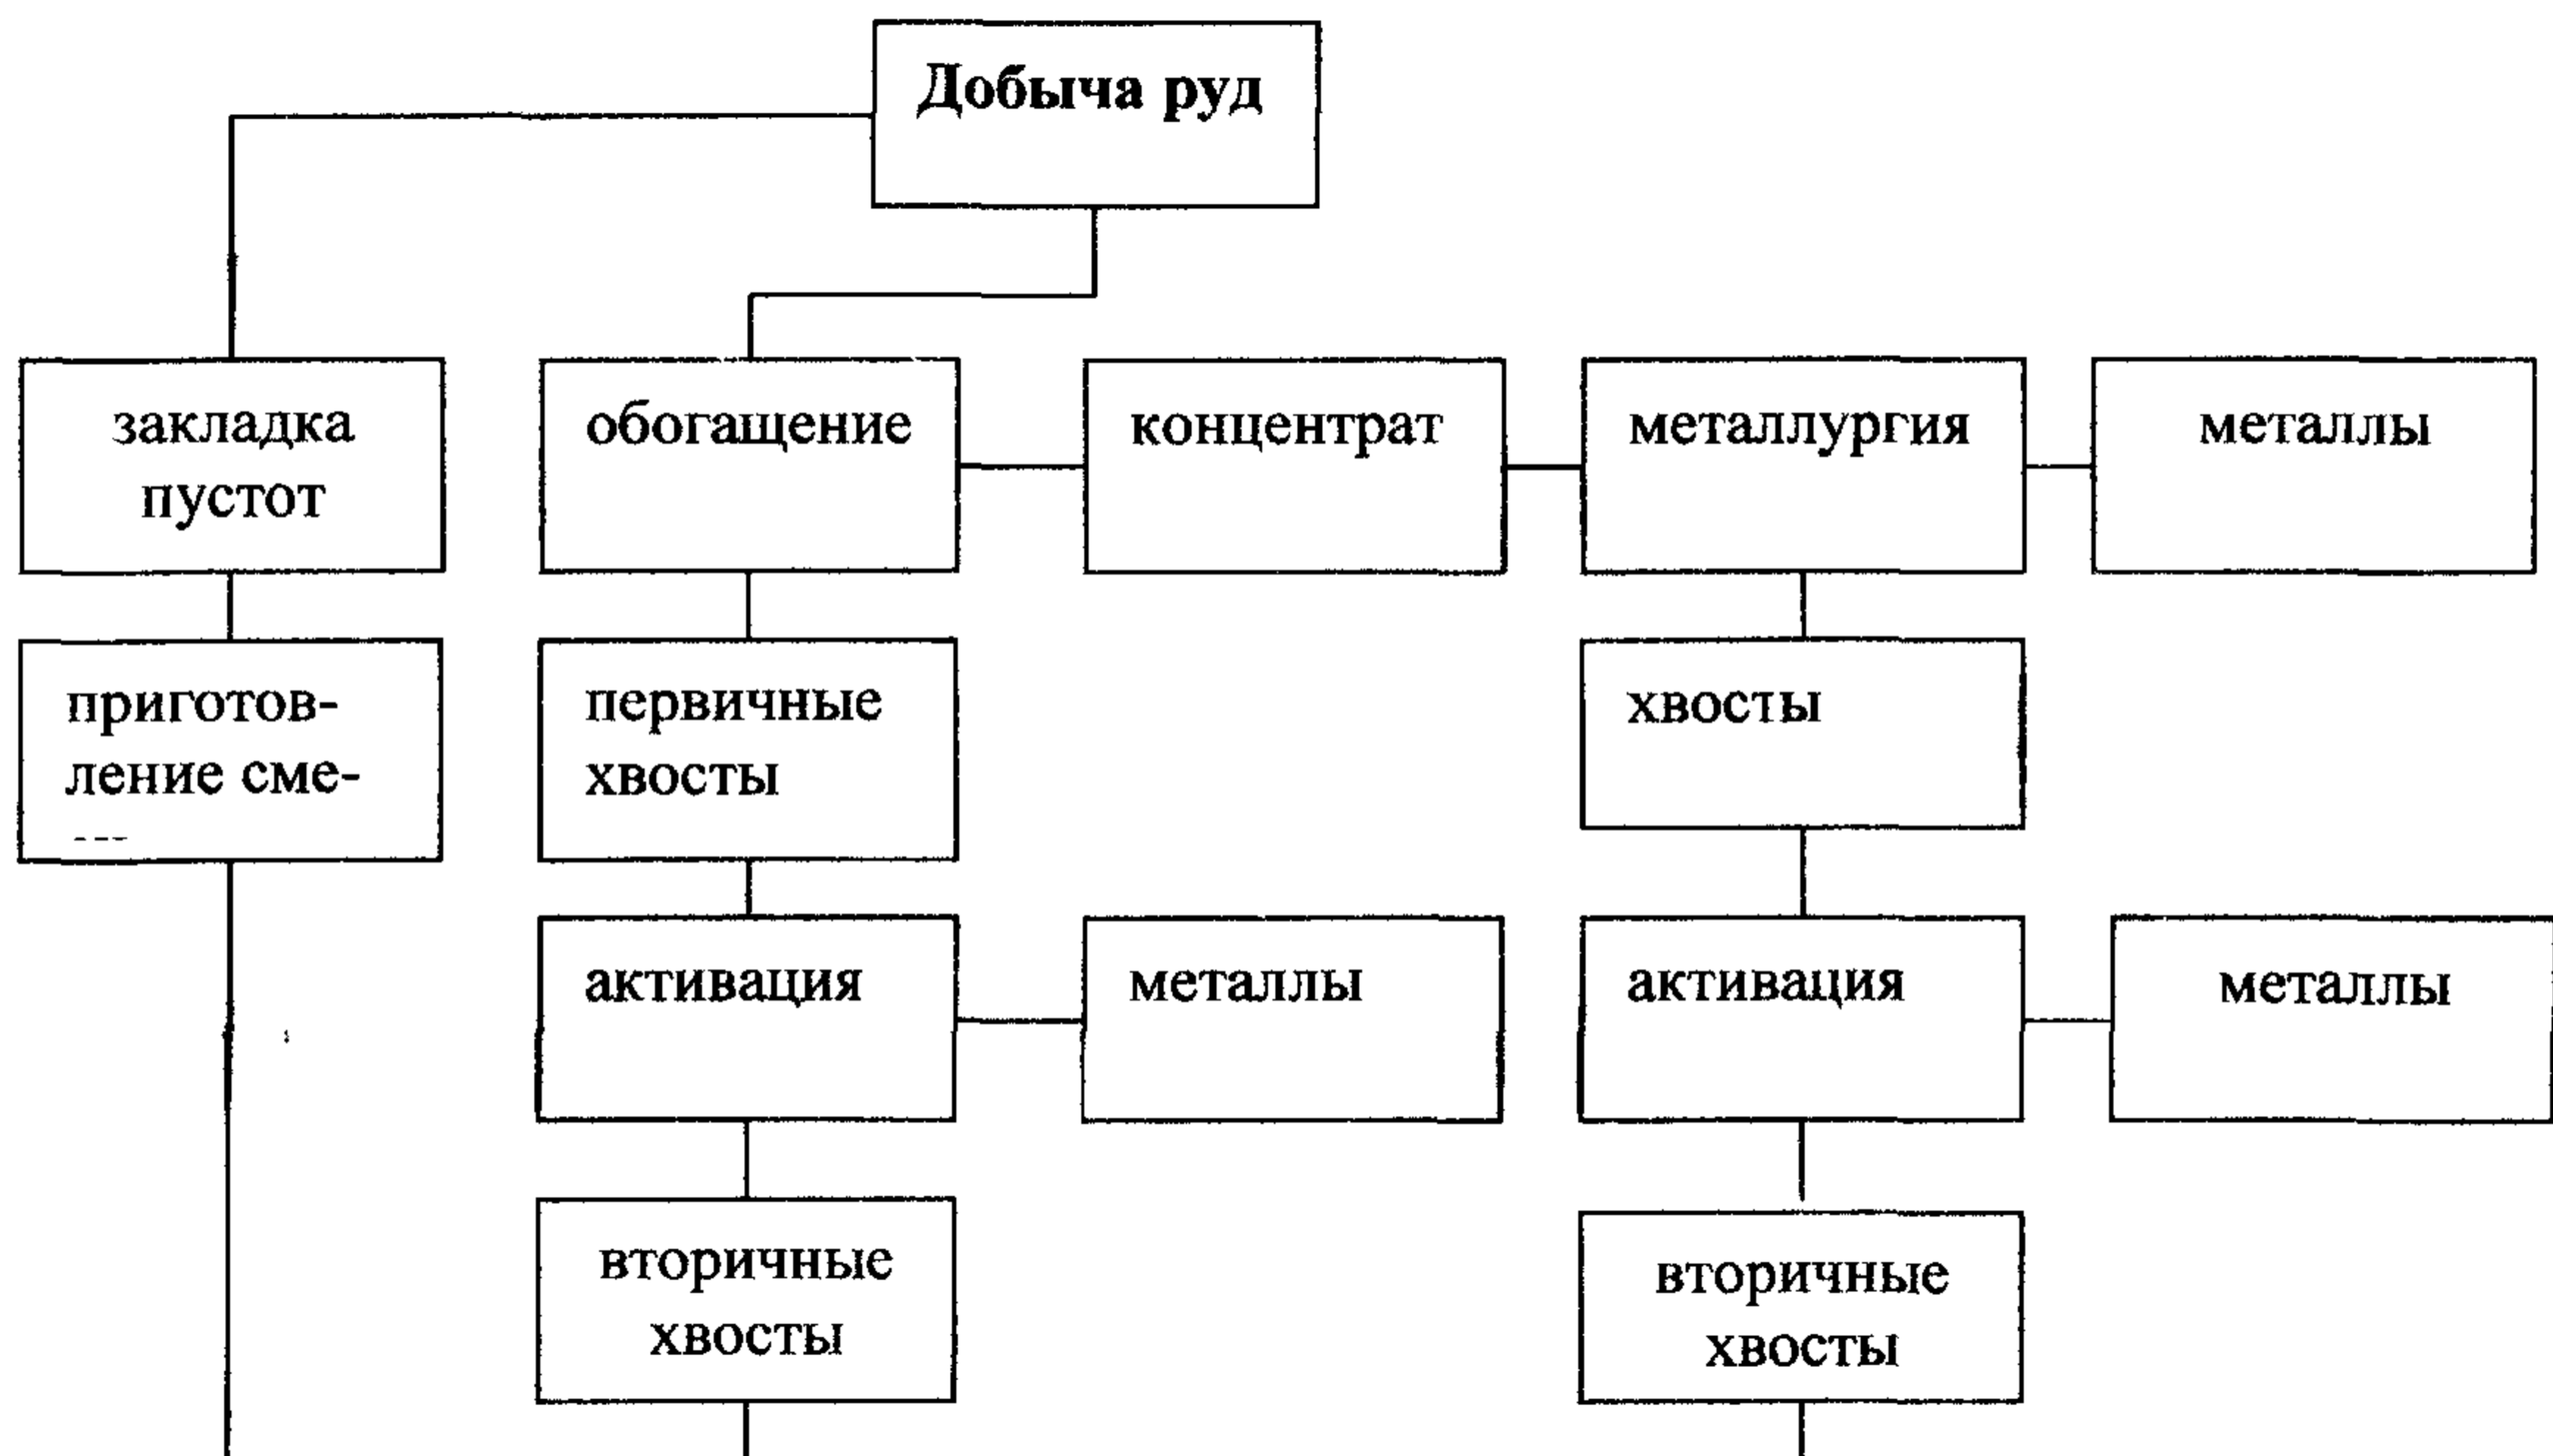 Добыча руд
закладка
пустот
обогащение
концентрат
металлургия
металлы
приготов-
ление сме-
первичные
хвосты
хвосты
активация
металлы
активация
металлы
вторичные
хвосты
вторичные
хвосты